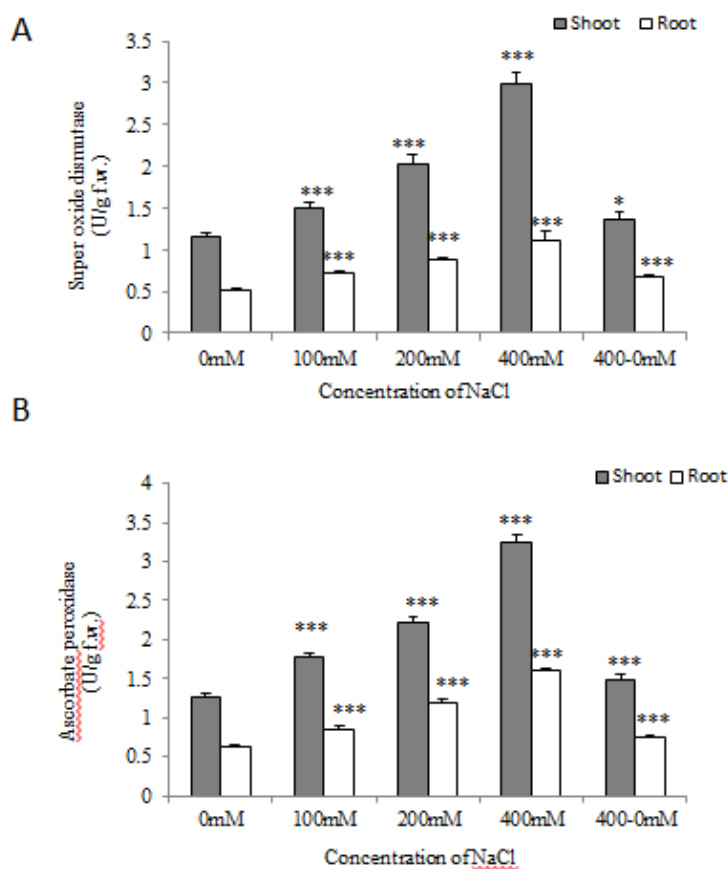 A
Shoot Root
3.5
3
2.5
2
1.5
1
0.5
0
Super oxide dismutase
(U/g f.w.)
***
***
***
***
***
***
*
***
0mM 100mM 200mM 400mM 400-0mM
Concentration of NaCl
B
Shoot Root
4
3.5
3
2.5
2
1.5
1
0.5
0
Ascorbate peroxidase
(U/g f.w.)
***
***
***
***
***
***
***
***
0mM 100mM 200mM 400mM 400-0mM
Concentration of NaCl